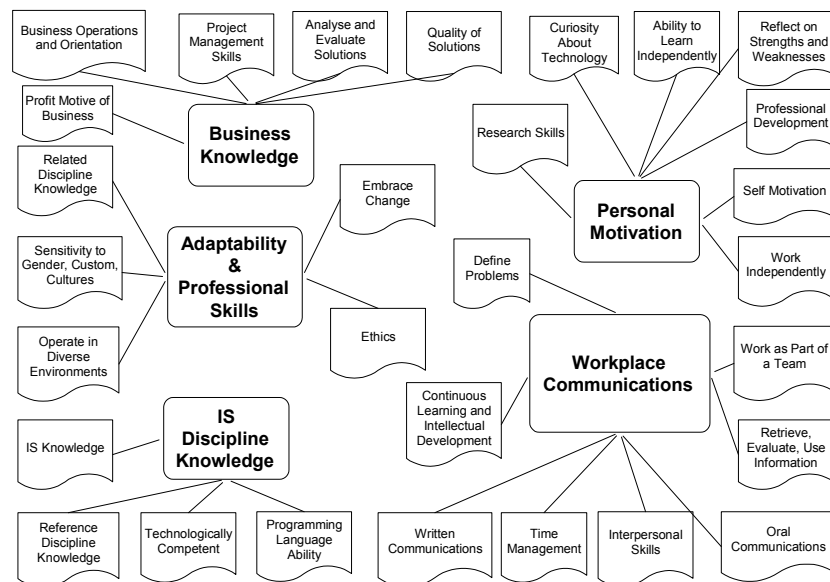 Business Operations
and Orientation
Project
Management
Skills
Analyse and
Evaluate
Solutions
Quality of
Solutions
Profit Motive of
Business
Business
Knowledge
Curiosity
About
Technology
Ability to
Learn
Independently
Reflect on
Strengths and
Weaknesses
Professional
Development
Research Skills
Self Motivation
Work
Independently
Personal
Motivation
Related
Discipline
Knowledge
Sensitivity to
Gender, Custom,
Cultures
Operate in
Diverse
Environments
Adaptability
&
Professional
Skills
Embrace
Change
Ethics
Define
Problems
Workplace
Communications
Work as Part of
a Team
Continuous
Learning and
Intellectual
Development
Retrieve,
Evaluate, Use
Information
Written
Communications
Time
Management
Interpersonal
Skills
Oral
Communications
IS
Discipline
Knowledge
IS Knowledge
Reference
Discipline
Knowledge
Technologically
Competent
Programming
Language
Ability